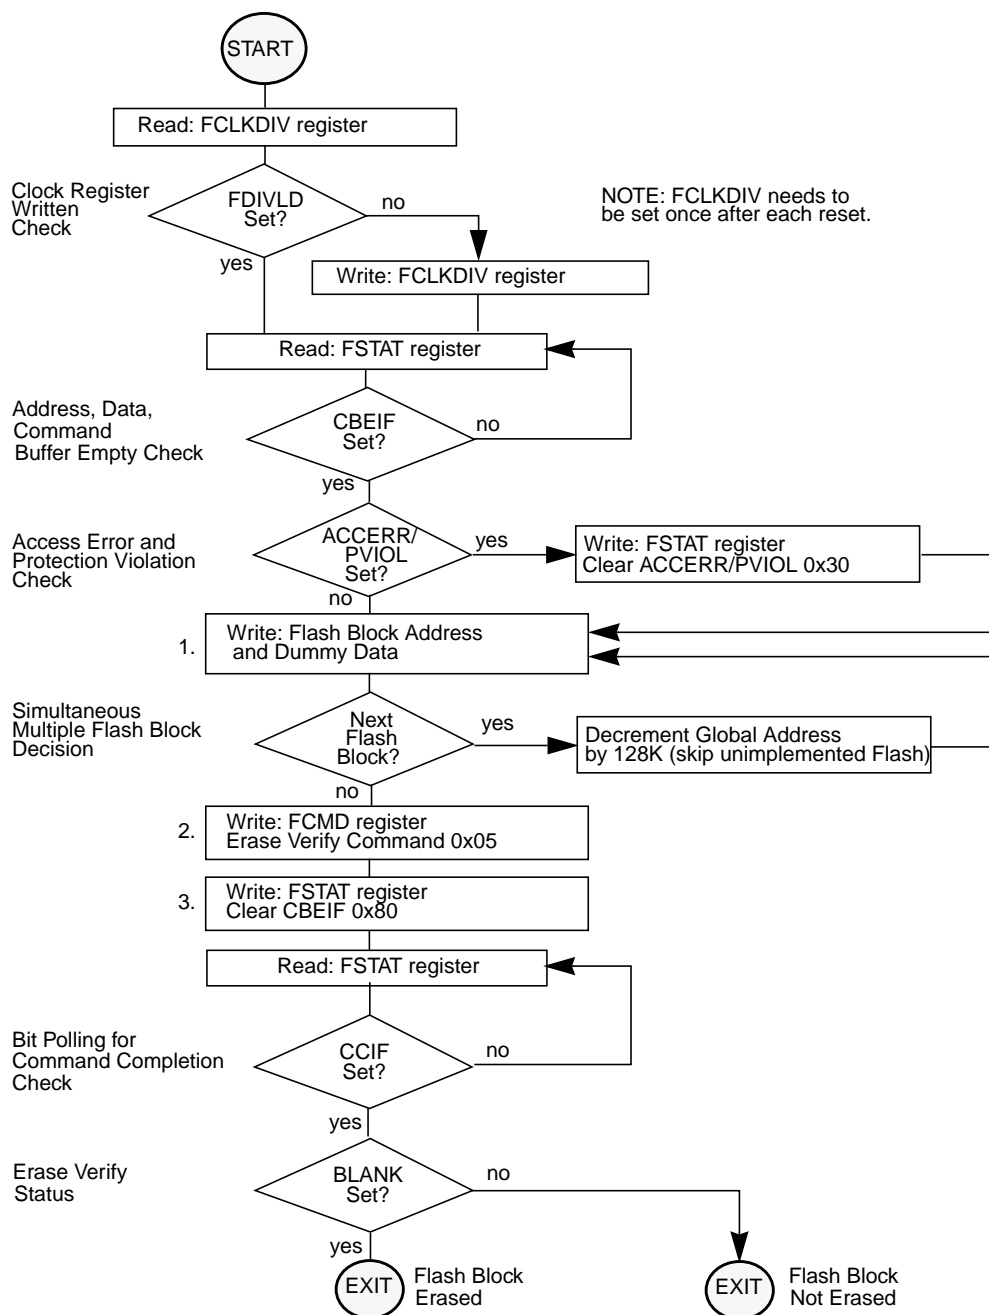 START
Read: FCLKDIV register
Clock Register
Written
Check
FDIVLD
Set?
no
yes
NOTE: FCLKDIV needs to
be set once after each reset.
Write: FCLKDIV register
Read: FSTAT register
Address, Data,
Command
Buffer Empty Check
CBEIF
Set?
no
yes
Access Error and
Protection Violation
Check
ACCERR/
PVIOL
Set?
yes
no
Write: FSTAT register
Clear ACCERR/PVIOL 0x30
1.
Write: Flash Block Address
and Dummy Data
Simultaneous
Multiple Flash Block
Decision
Next
Flash
Block?
yes
no
Decrement Global Address
by 128K (skip unimplemented Flash)
2.
Write: FCMD register
Erase Verify Command 0x05
3.
Write: FSTAT register
Clear CBEIF 0x80
Read: FSTAT register
Bit Polling for
Command Completion
Check
CCIF
Set?
no
yes
Erase Verify
Status
BLANK
Set?
no
yes
EXIT
Flash Block
Erased
EXIT
Flash Block
Not Erased